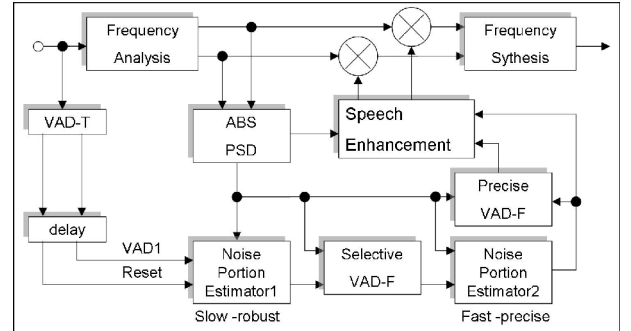 Frequency
Analysis
Frequency
Sythesis
VAD-T
ABS
PSD
Speech
Enhancement
Precise
VAD-F
delay
VAD1
Reset
Noise
Portion
Estimator1
Selective
VAD-F
Noise
Portion
Estimator2
Slow -robust
Fast -precise